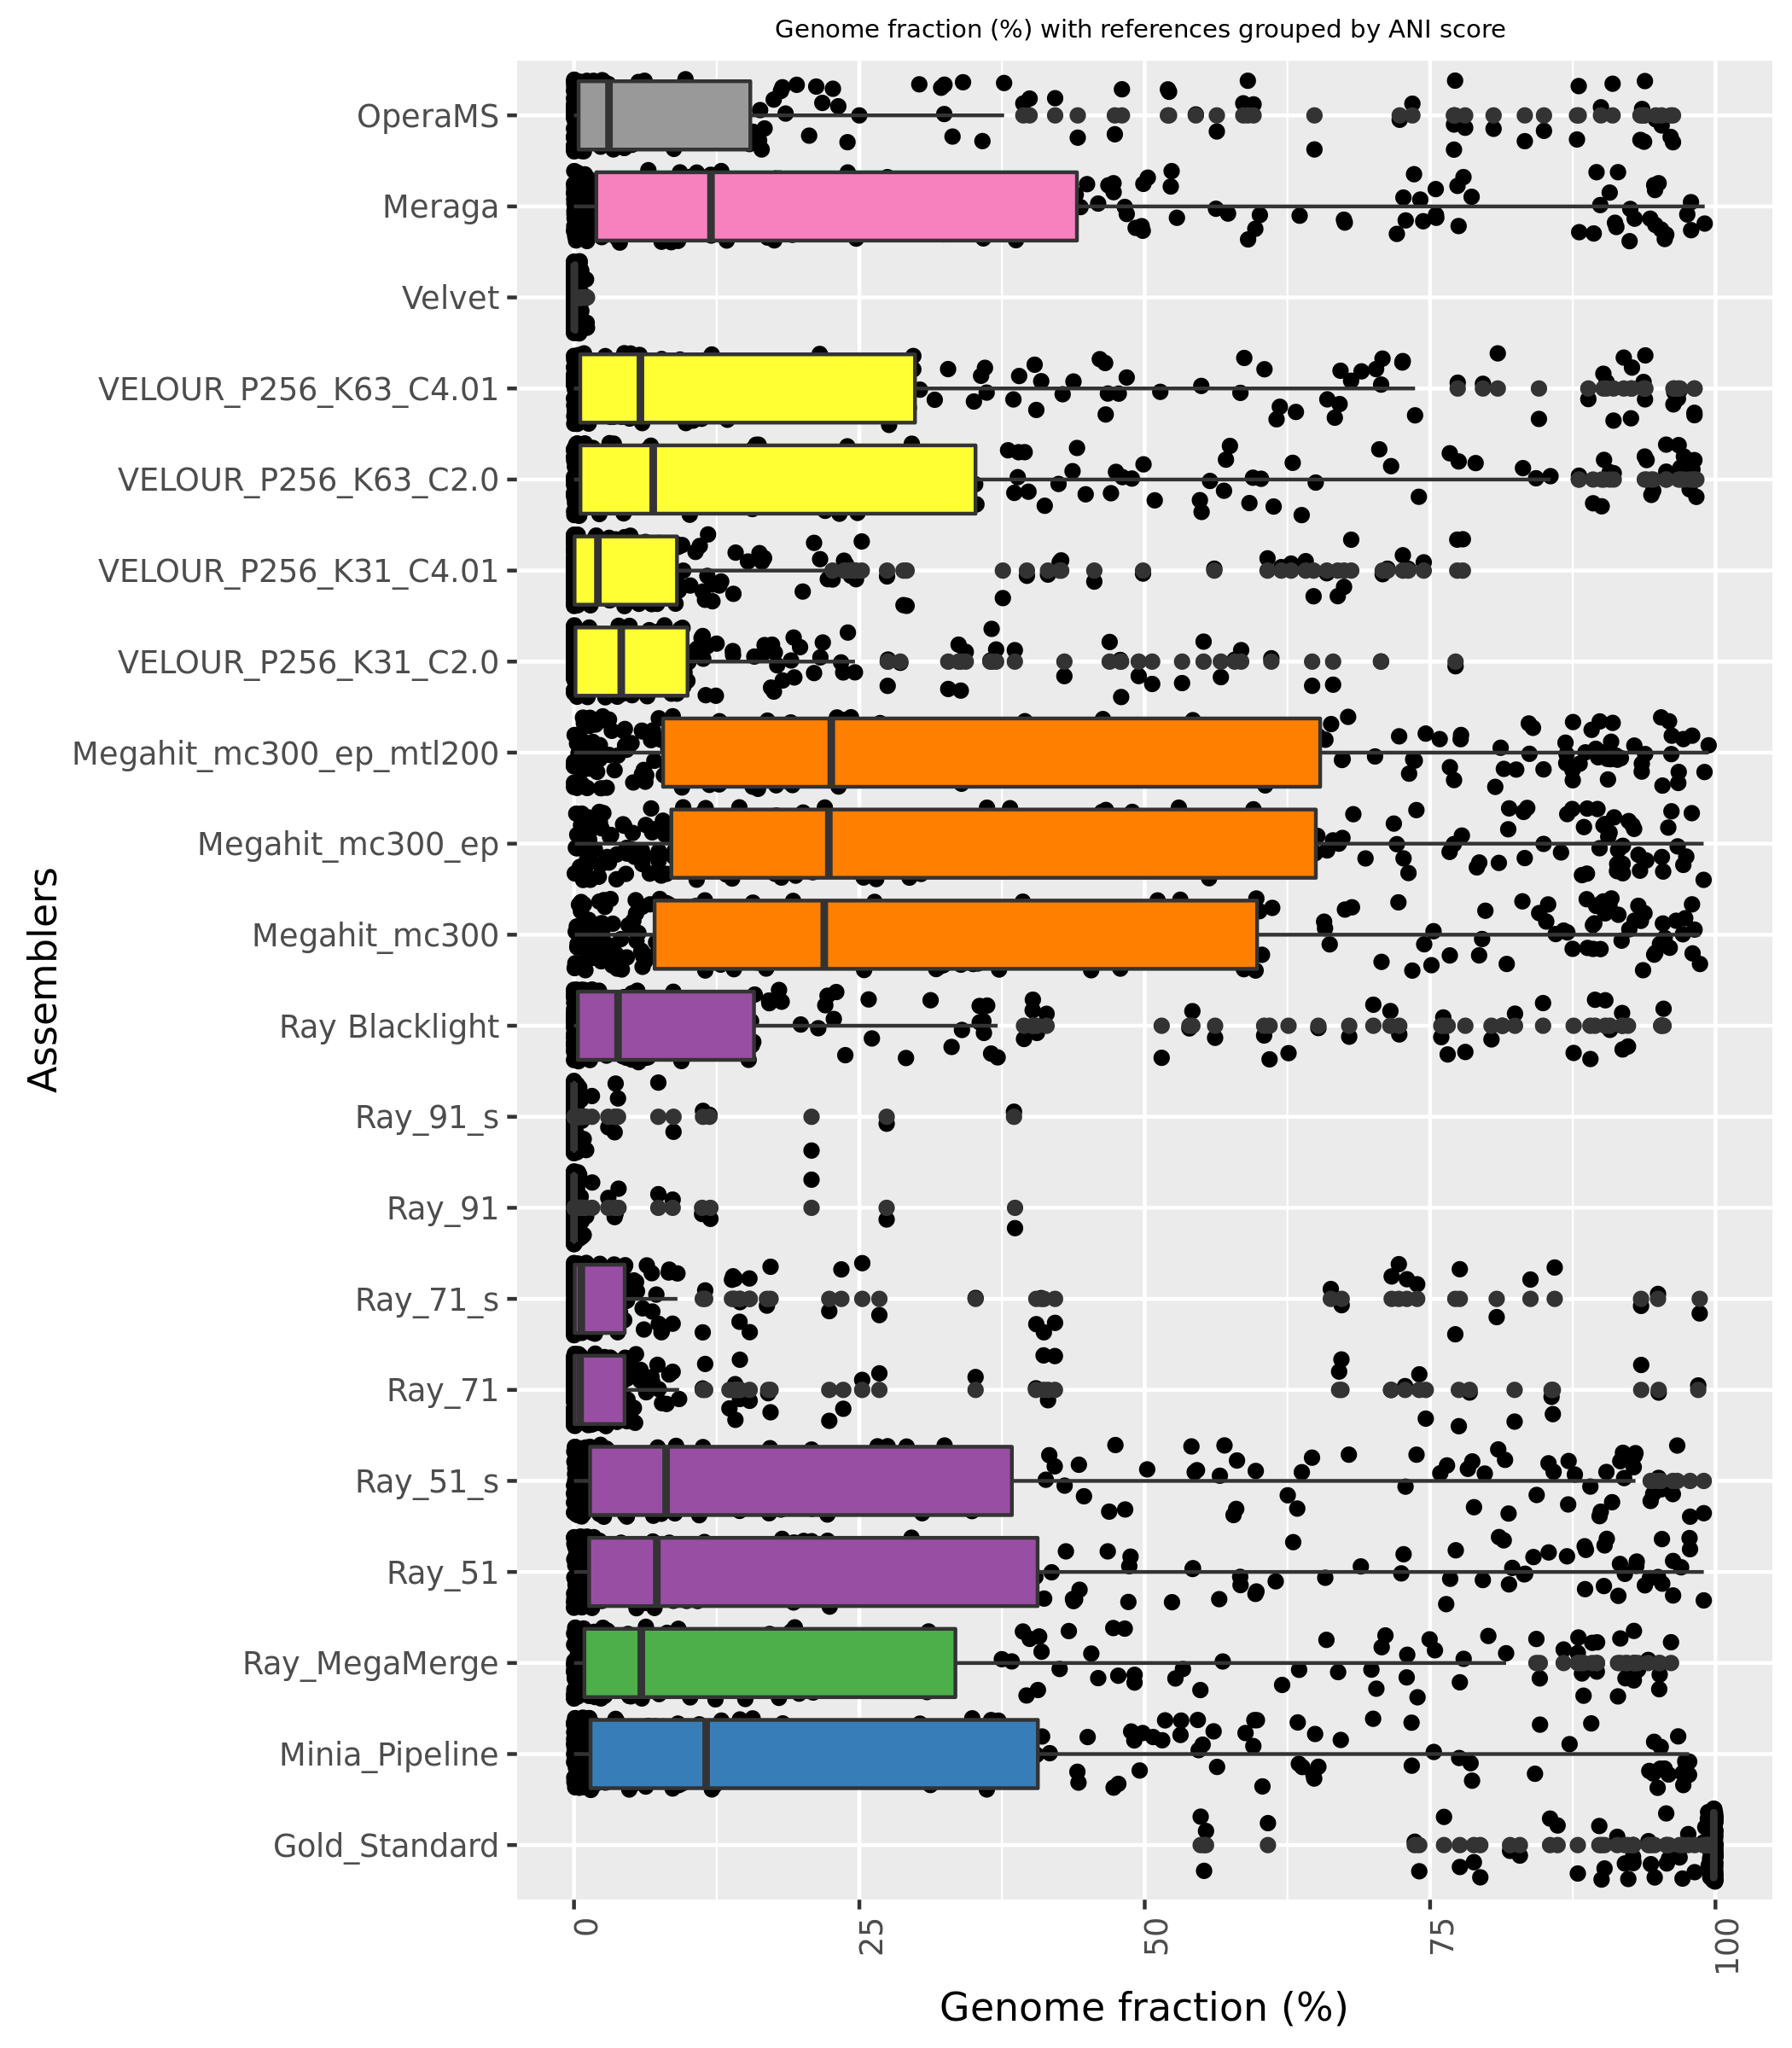 Genome fraction (%) with references grouped by ANI score
OperaMS
Meraga
Velvet
VELOUR_P256_K63_C4.01
VELOUR_P256_K63_C2.0
VELOUR_P256_K31_C4.01
VELOUR_P256_K31_C2.0
Megahit_mc300_ep_mtl200
Megahit_mc300_ep
Megahit_mc300
Ray Blacklight
Ray_91_s
Ray_91
Ray_71_s
Ray_71
Ray_51_s
Ray_51
Ray_MegaMerge
Minia_Pipeline
Gold_Standard
Assemblers
0
25
50
75
100
Genome fraction (%)